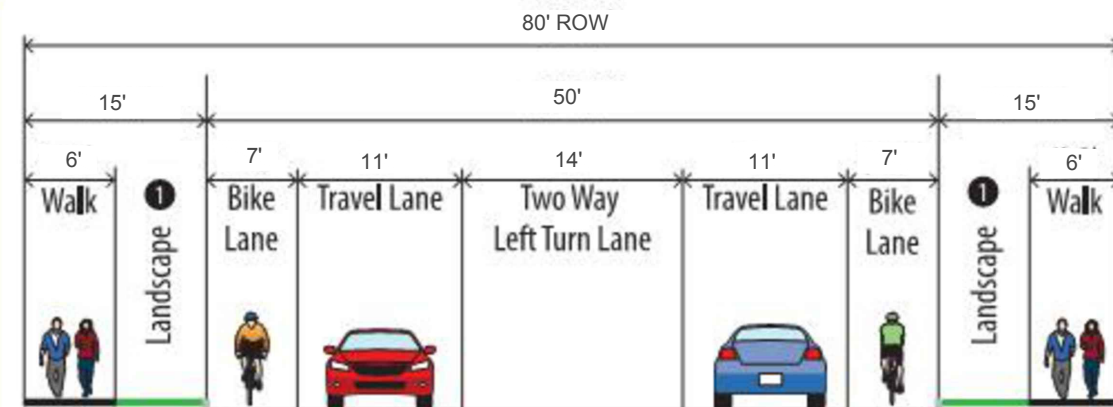 80' ROW
15'
50'
15'
6'
7'
11'
14'
11'
7'
6'
Walk
1
Landscape
Bike
Lane
Travel Lane
Two Way
Left Turn Lane
Travel Lane
Bike
Lane
1
Landscape
Walk